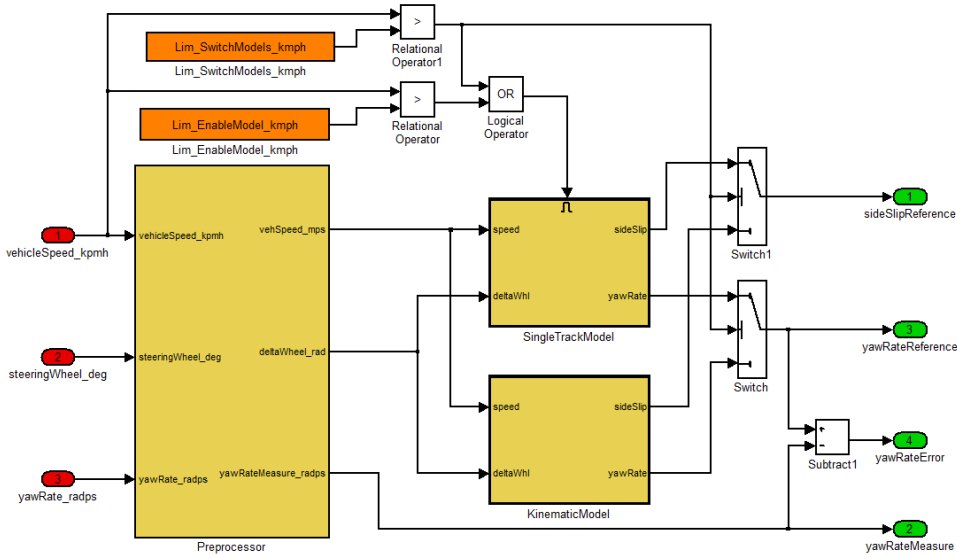 Lim_SwitchModels_kmph
Lim_SwitchModels_kmph
>
Relational
Operator1
Lim_EnableModel_kmph
Lim_EnableModel_kmph
>
Relational
Operator
OR
Logical
Operator
1
vehicleSpeed_kpmh
2
steeringWheel_deg
3
yawRate_radps
vehicleSpeed_kpmh
steeringWheel_deg
yawRate_radps
vehSpeed_mps
deltaWheel_rad
yawRateMeasure_radps
Preprocessor
speed
deltaWhl
sideSlip
yawRate
SingleTrackModel
speed
deltaWhl
sideSlip
yawRate
KinematicModel
Switch1
Switch
+
−
Subtract1
1
sideSlipReference
3
yawRateReference
4
yawRateError
2
yawRateMeasure